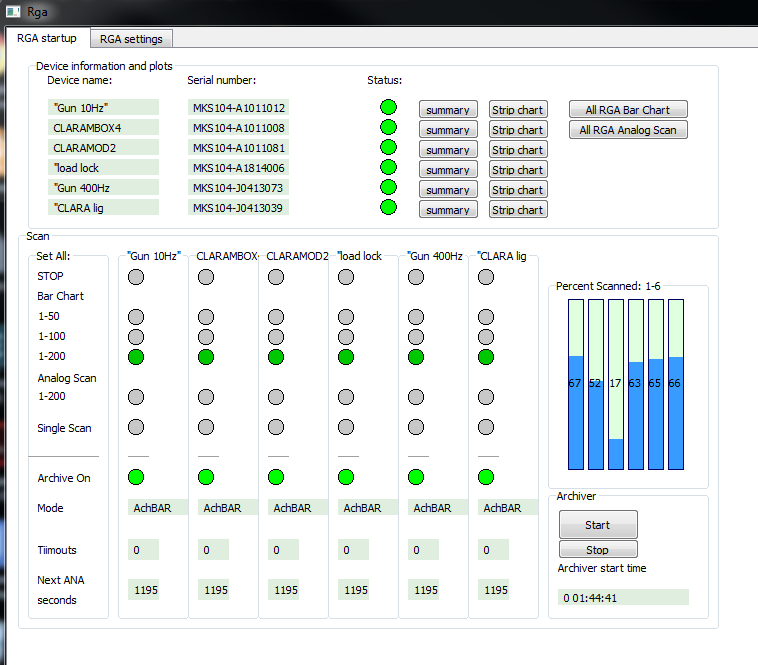 Rga
RGA startup RGA settings
Device information and plots
Device name: Serial number: Status:
"Gun 10Hz" MKS104-A1011012 summary Strip chart All RGA Bar Chart
CLARAMBOX4 MKS104-A1011008 summary Strip chart All RGA Analog Scan
CLARAMOD2 MKS104-A1011081 summary Strip chart
"load lock MKS104-A1814006 summary Strip chart
"Gun 400Hz MKS104-J0413073 summary Strip chart
"CLARA lig MKS104-J0413039 summary Strip chart
Scan
Set All: "Gun 10Hz" CLARAMBOX CLARAMOD2 "load lock "Gun 400Hz "CLARA lig
STOP
Bar Chart
1-50
1-100
1-200
Analog Scan
1-200
Single Scan
Archive On
Mode AchBAR AchBAR AchBAR AchBAR AchBAR AchBAR
Tiimouts 0 0 0 0 0 0
Next ANA
seconds 1195 1195 1195 1195 1195 1195
Percent Scanned: 1-6
67 52 17 63 65 66
Archiver
Start
Stop
Archiver start time
0 01:44:41